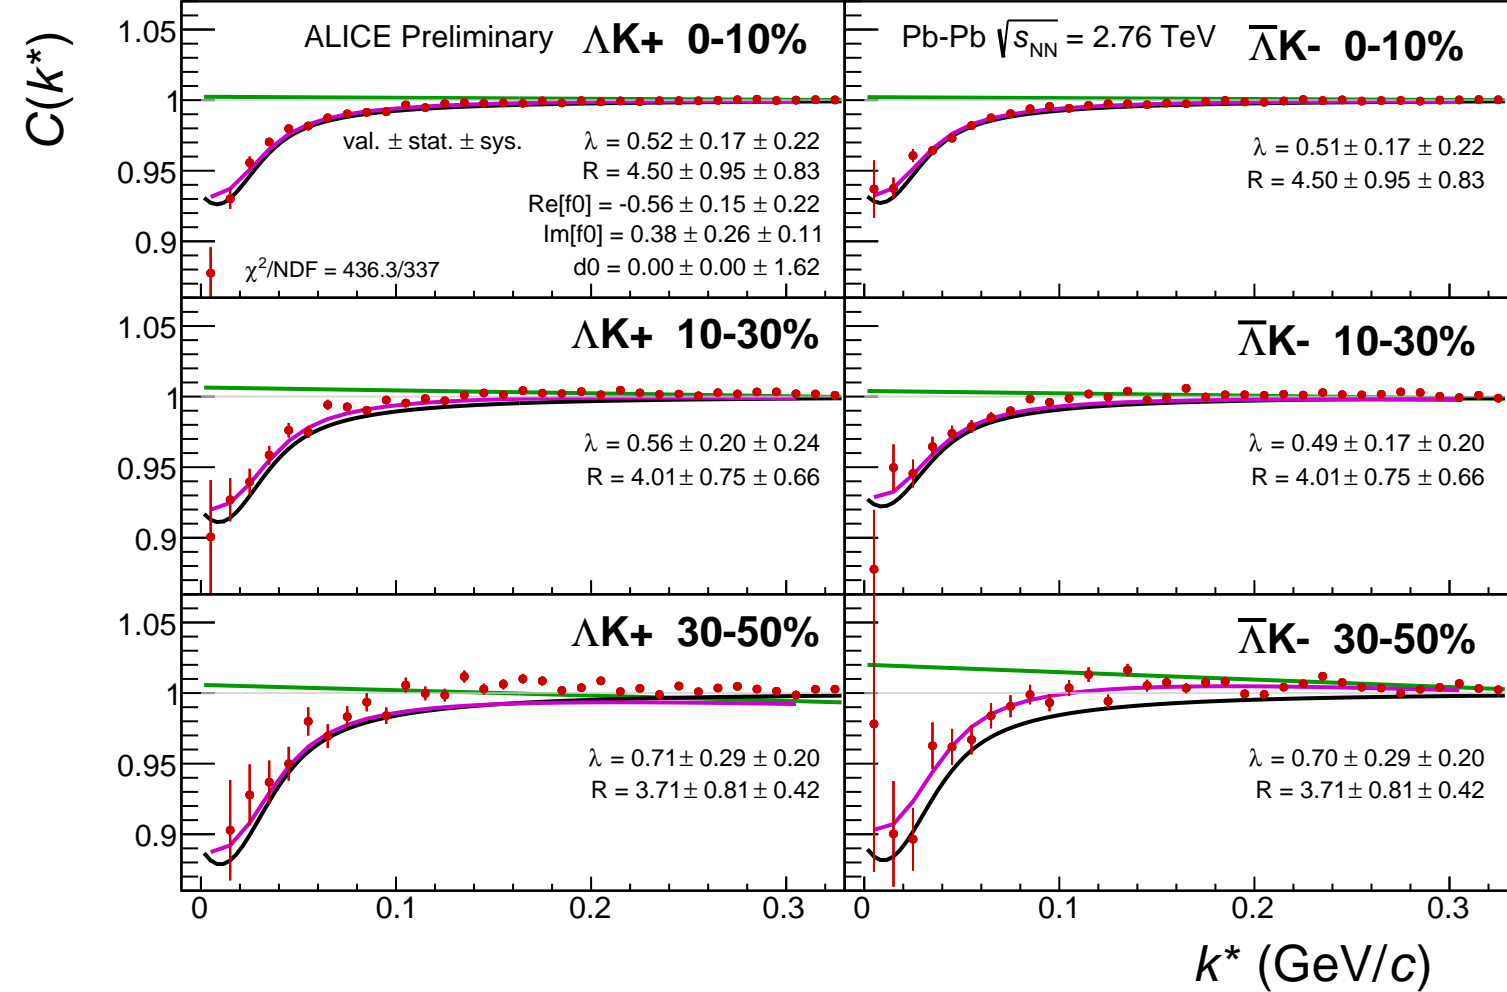 C(k*)
ALICE Preliminary ΛK+ 0-10%
1.05
1
0.95
0.9
val. ± stat. ± sys.
λ = 0.52 ± 0.17 ± 0.22
R = 4.50 ± 0.95 ± 0.83
Re[f0] = -0.56 ± 0.15 ± 0.22
Im[f0] = 0.38 ± 0.26 ± 0.11
d0 = 0.00 ± 0.00 ± 1.62
χ²/NDF = 436.3/337
Pb-Pb √s_NN = 2.76 TeV Λ̅K- 0-10%
λ = 0.51 ± 0.17 ± 0.22
R = 4.50 ± 0.95 ± 0.83
ΛK+ 10-30%
1.05
1
0.95
0.9
λ = 0.56 ± 0.20 ± 0.24
R = 4.01 ± 0.75 ± 0.66
Λ̅K- 10-30%
λ = 0.49 ± 0.17 ± 0.20
R = 4.01 ± 0.75 ± 0.66
ΛK+ 30-50%
1.05
1
0.95
0.9
λ = 0.71 ± 0.29 ± 0.20
R = 3.71 ± 0.81 ± 0.42
Λ̅K- 30-50%
λ = 0.70 ± 0.29 ± 0.20
R = 3.71 ± 0.81 ± 0.42
0 0.1 0.2 0.3 0 0.1 0.2 0.3
k* (GeV/c)